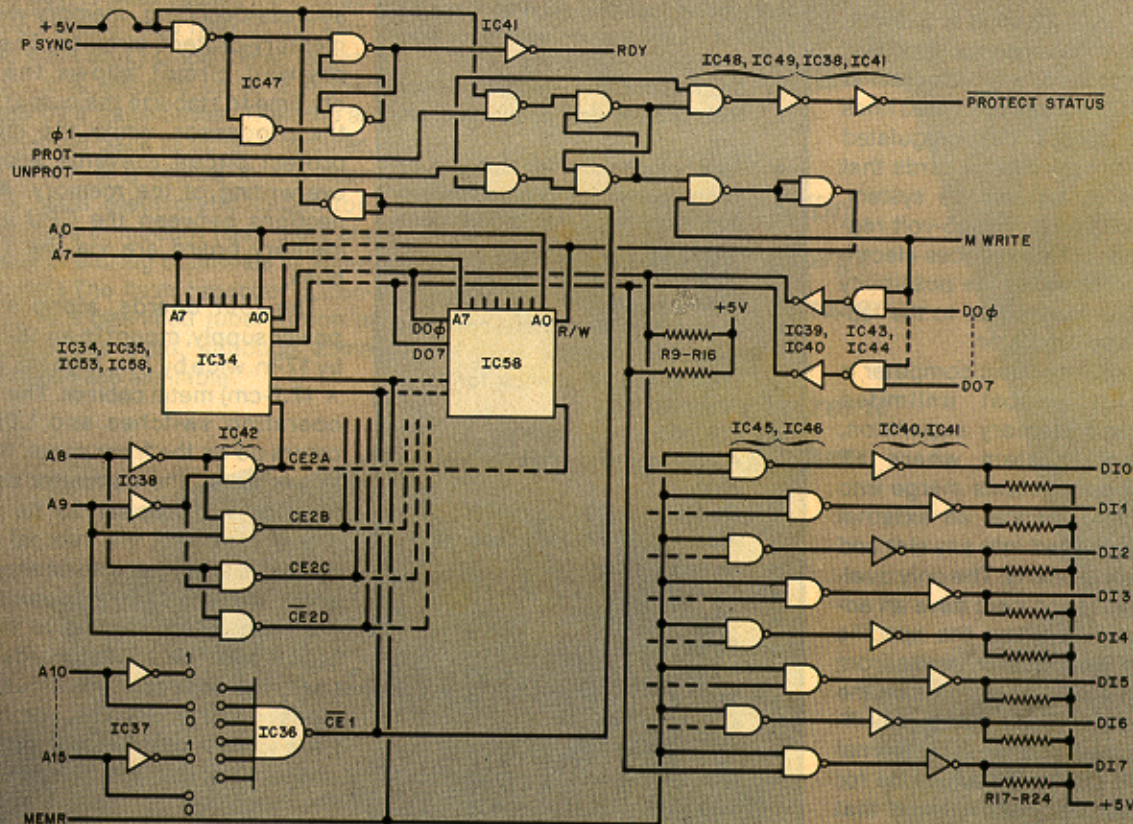 +5V
P SYNC
IC41
RDY
IC48, IC49, IC38, IC41
IC47
PROTECT STATUS
ϕ1
PROT
UNPROT
A0
A7
M WRITE
A7 A0
A7 A0
R/W
DOϕ
DO7
IC34, IC35,
IC53, IC58,
IC34
IC58
+5V
R9-R16
IC39,
IC40
IC43,
IC44
DOϕ
DO7
IC42
IC45, IC46
IC40, IC41
A8
IC38
CE2A
A9
CE2B
CE2C
CE2D
DI0
DI1
DI2
DI3
DI4
DI5
DI6
DI7
A10
1
0
IC37
IC36
CE1
A15
1
0
R17-R24
+5V
MEMR